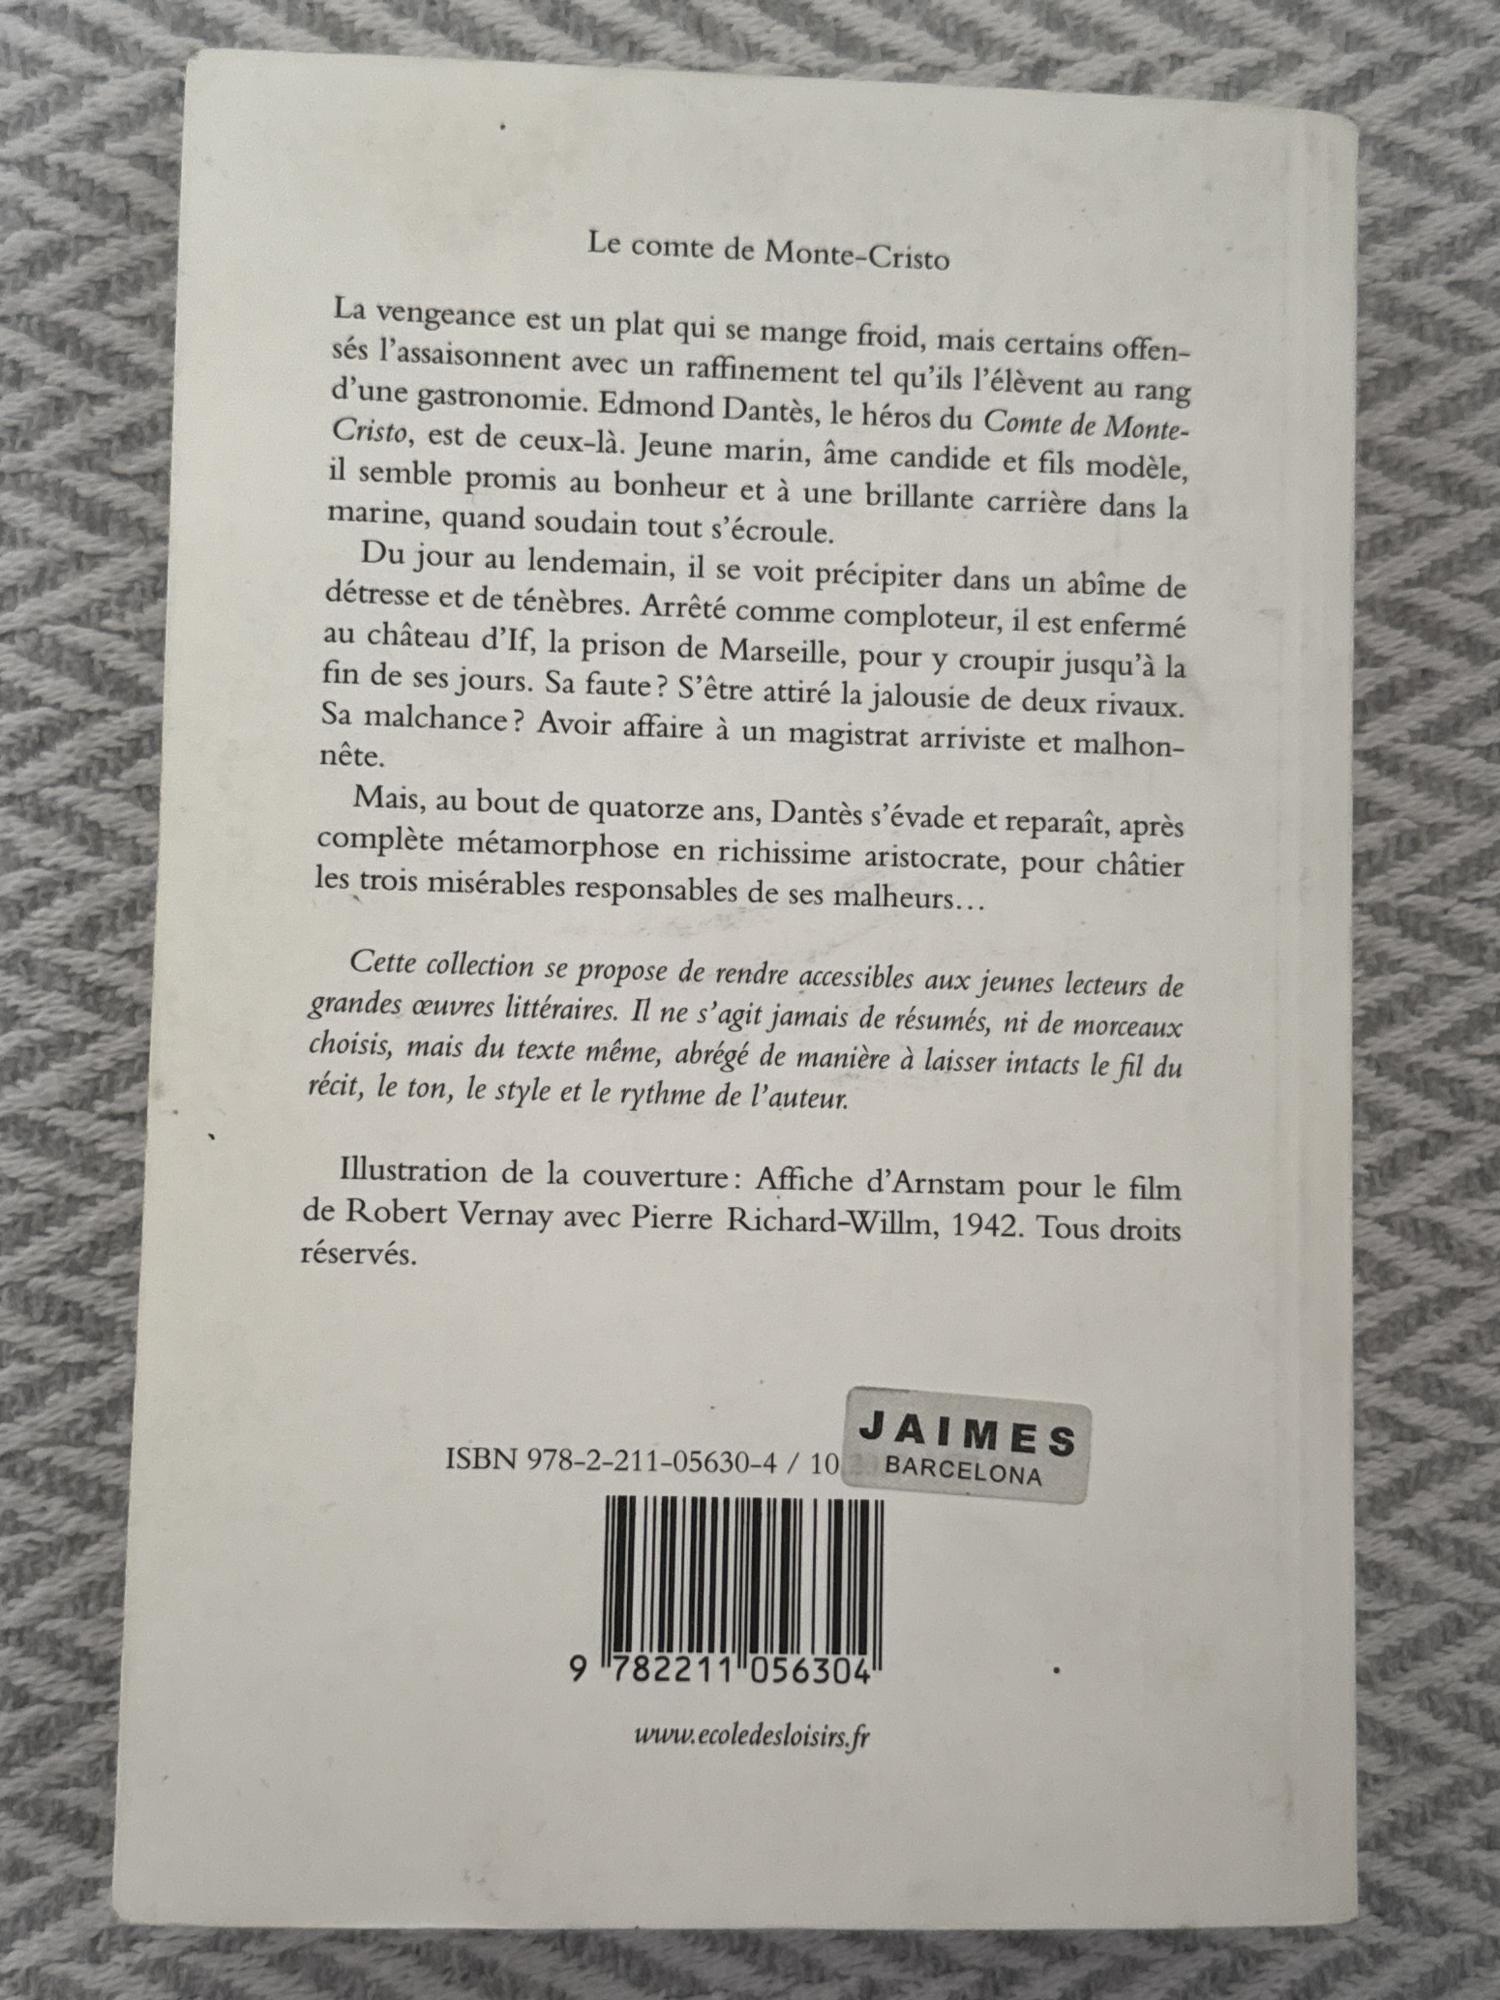 Le comte de Monte-Cristo
La vengeance est un plat qui se mange froid, mais certains offen-
sés l'assaisonnent avec un raffinement tel qu'ils l'élèvent au rang
d'une gastronomie. Edmond Dantès, le héros du Comte de Monte-
Cristo, est de ceux-là. Jeune marin, âme candide et fils modèle,
il semble promis au bonheur et à une brillante carrière dans la
marine, quand soudain tout s'écroule.
Du jour au lendemain, il se voit précipiter dans un abîme de
détresse et de ténèbres. Arrêté comme comploteur, il est enfermé
au château d'If, la prison de Marseille, pour y croupir jusqu'à la
fin de ses jours. Sa faute ? S'être attiré la jalousie de deux rivaux.
Sa malchance ? Avoir affaire à un magistrat arriviste et malhon-
nête.
Mais, au bout de quatorze ans, Dantès s'évade et reparaît, après
complète métamorphose en richissime aristocrate, pour châtier
les trois misérables responsables de ses malheurs…
Cette collection se propose de rendre accessibles aux jeunes lecteurs de
grandes œuvres littéraires. Il ne s'agit jamais de résumés, ni de morceaux
choisis, mais du texte même, abrégé de manière à laisser intacts le fil du
récit, le ton, le style et le rythme de l'auteur.
Illustration de la couverture : Affiche d'Arnstam pour le film
de Robert Vernay avec Pierre Richard-Willm, 1942. Tous droits
réservés.
JAIMES
BARCELONA
ISBN 978-2-211-05630-4 / 10
9 782211 056304
www.ecoledesloisirs.fr